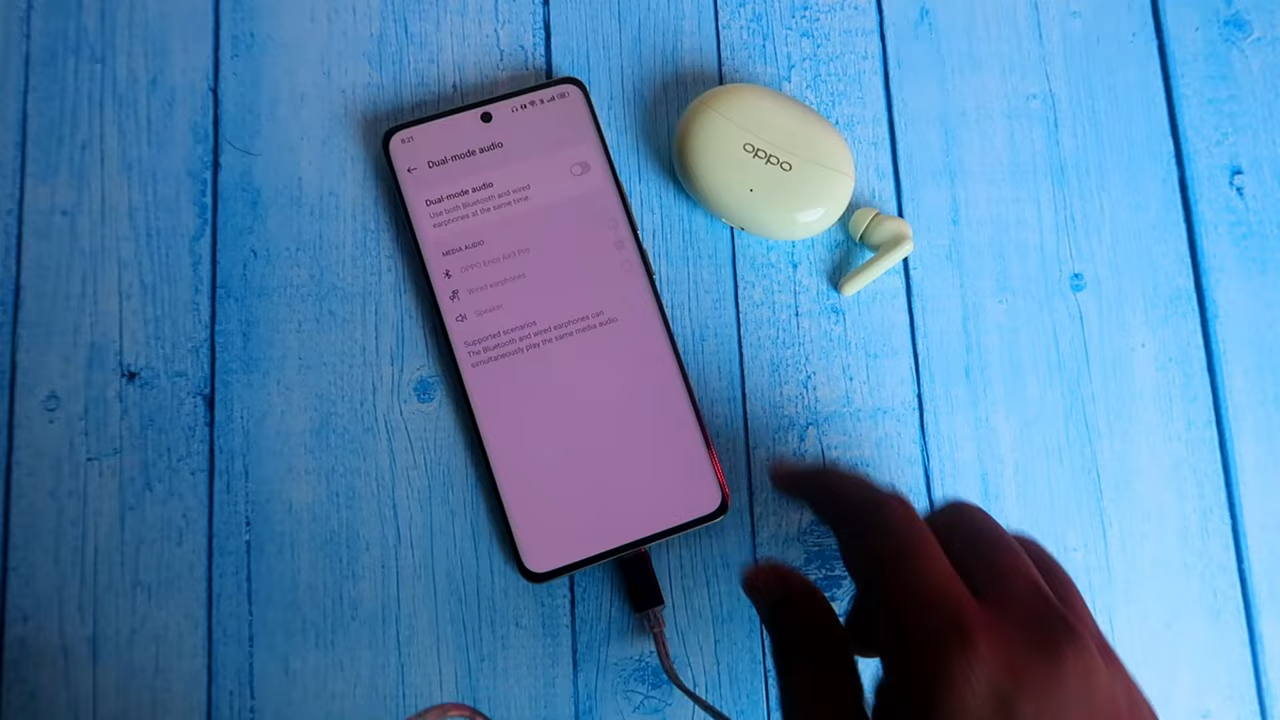 8:21
Dual-mode audio
Dual-mode audio
Use both Bluetooth and wired
earphones at the same time.
MEDIA AUDIO
OPPO Enco Air3 Pro
Wired earphones
Speaker
Supported scenarios
The Bluetooth and wired earphones can
simultaneously play the same media audio.
oppo